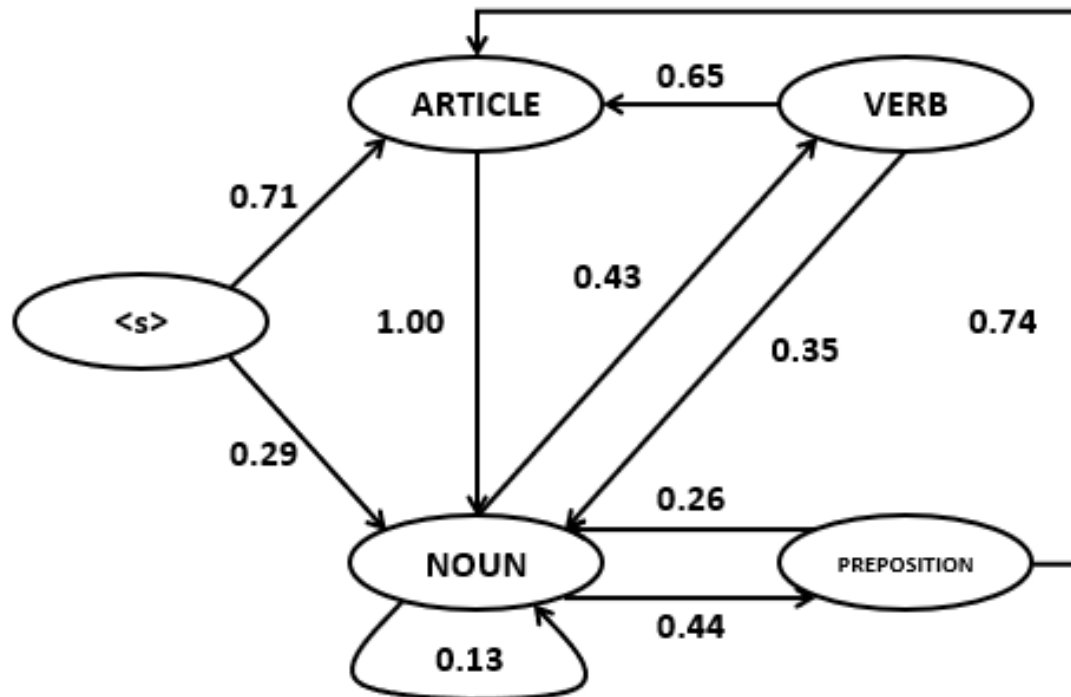 0.65
ARTICLE
VERB
0.71
0.43
<s>
1.00
0.74
0.35
0.29
0.26
NOUN
PREPOSITION
0.44
0.13